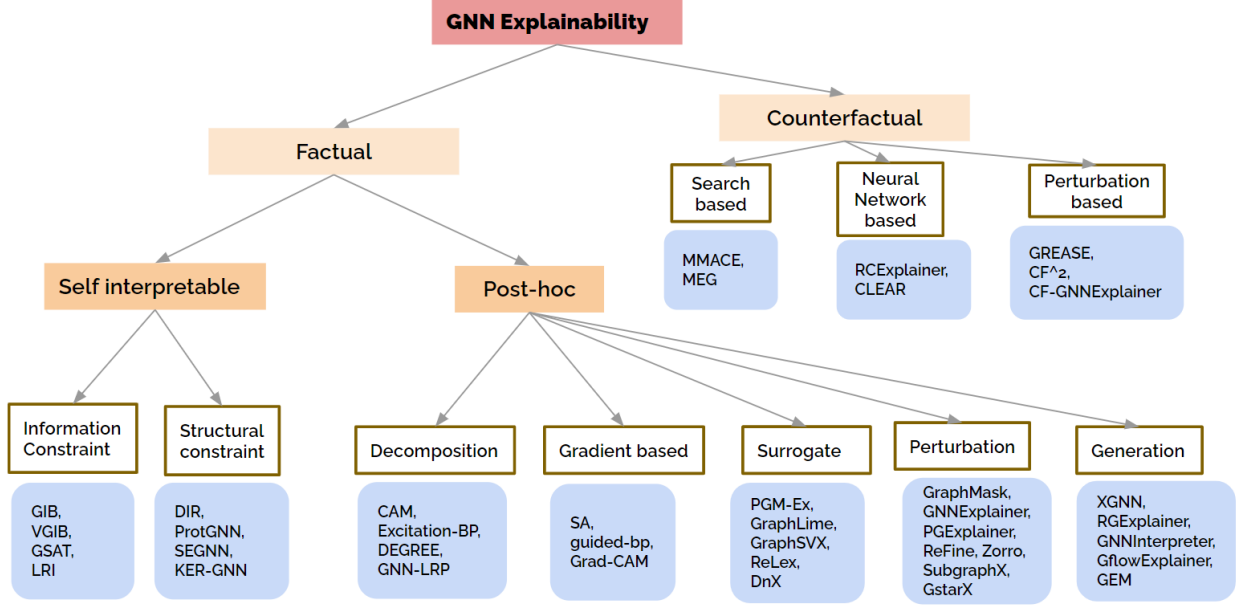 GNN Explainability
Factual
Counterfactual
Search
based
Neural
Network
based
Perturbation
based
MMACE,
MEG
RCExplainer,
CLEAR
GREASE,
CF^2,
CF-GNNExplainer
Self interpretable
Post-hoc
Information
Constraint
Structural
constraint
Decomposition
Gradient based
Surrogate
Perturbation
Generation
GIB,
VGIB,
GSAT,
LRI
DIR,
ProtGNN,
SEGNN,
KER-GNN
CAM,
Excitation-BP,
DEGREE,
GNN-LRP
SA,
guided-bp,
Grad-CAM
PGM-Ex,
GraphLime,
GraphSVX,
ReLex,
DnX
GraphMask,
GNNExplainer,
PGExplainer,
ReFine, Zorro,
SubgraphX,
GstarX
XGNN,
RGExplainer,
GNNInterpreter,
GflowExplainer,
GEM